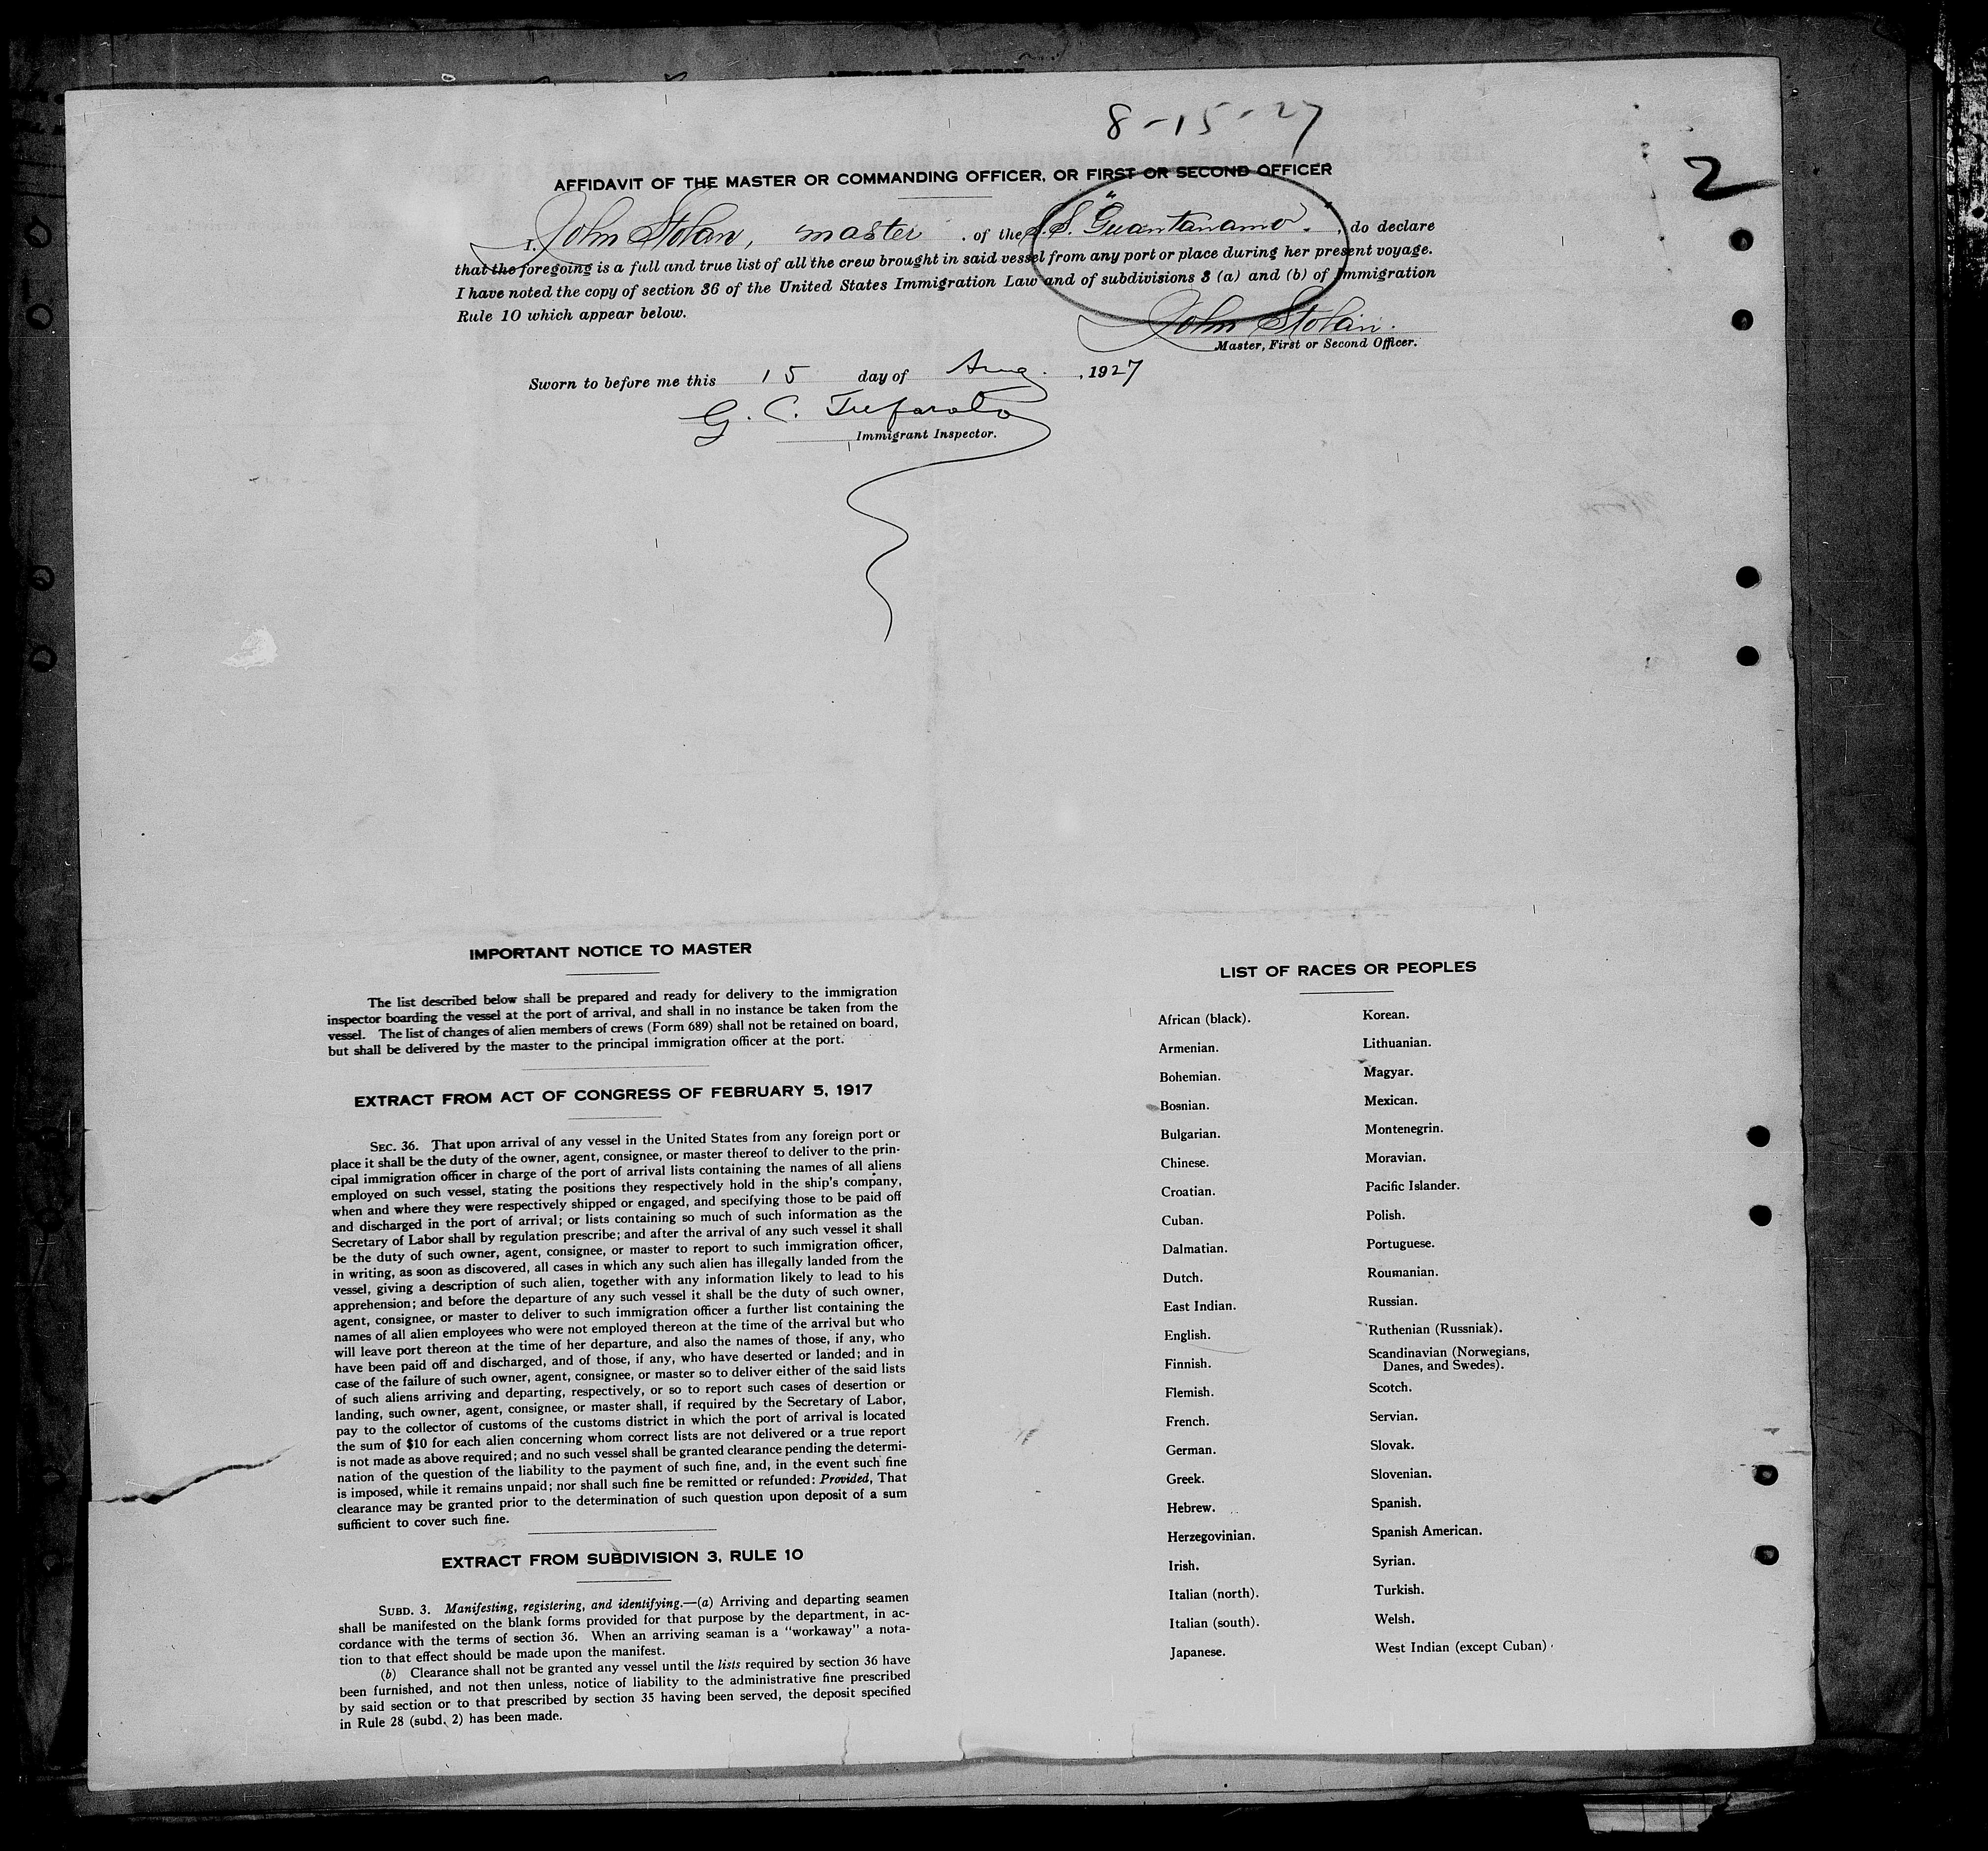 8-15-27
2
AFFIDAVIT OF THE MASTER OR COMMANDING OFFICER, OR FIRST OR SECOND OFFICER
I, John Stolan, master, of the S.S. "Guantanamo", do declare
that the foregoing is a full and true list of all the crew brought in said vessel from any port or place during her present voyage.
I have noted the copy of section 36 of the United States Immigration Law and of subdivisions 3 (a) and (b) of Immigration
Rule 10 which appear below.
John Stolan.
Master, First or Second Officer.
Sworn to before me this 15 day of Aug., 1927
G. C.
Immigrant Inspector.
IMPORTANT NOTICE TO MASTER
The list described below shall be prepared and ready for delivery to the immigration
inspector boarding the vessel at the port of arrival, and shall in no instance be taken from the
vessel. The list of changes of alien members of crews (Form 689) shall not be retained on board,
but shall be delivered by the master to the principal immigration officer at the port.
EXTRACT FROM ACT OF CONGRESS OF FEBRUARY 5, 1917
SEC. 36. That upon arrival of any vessel in the United States from any foreign port or
place it shall be the duty of the owner, agent, consignee, or master thereof to deliver to the prin-
cipal immigration officer in charge of the port of arrival lists containing the names of all aliens
employed on such vessel, stating the positions they respectively hold in the ship's company,
when and where they were respectively shipped or engaged, and specifying those to be paid off
and discharged in the port of arrival; or lists containing so much of such information as the
Secretary of Labor shall by regulation prescribe; and after the arrival of any such vessel it shall
be the duty of such owner, agent, consignee, or master to report to such immigration officer,
in writing, as soon as discovered, all cases in which any such alien has illegally landed from the
vessel, giving a description of such alien, together with any information likely to lead to his
apprehension; and before the departure of any such vessel it shall be the duty of such owner,
agent, consignee, or master to deliver to such immigration officer a further list containing the
names of all alien employees who were not employed thereon at the time of the arrival but who
will leave port thereon at the time of her departure, and also the names of those, if any, who
have been paid off and discharged, and of those, if any, who have deserted or landed; and in
case of the failure of such owner, agent, consignee, or master so to deliver either of the said lists
of such aliens arriving and departing, respectively, or so to report such cases of desertion or
landing, such owner, agent, consignee, or master shall, if required by the Secretary of Labor,
pay to the collector of customs of the customs district in which the port of arrival is located
the sum of $10 for each alien concerning whom correct lists are not delivered or a true report
is not made as above required; and no such vessel shall be granted clearance pending the determi-
nation of the question of the liability to the payment of such fine, and, in the event such fine
is imposed, while it remains unpaid; nor shall such fine be remitted or refunded: Provided, That
clearance may be granted prior to the determination of such question upon deposit of a sum
sufficient to cover such fine.
EXTRACT FROM SUBDIVISION 3, RULE 10
SUBD. 3. Manifesting, registering, and identifying.—(a) Arriving and departing seamen
shall be manifested on the blank forms provided for that purpose by the department, in ac-
cordance with the terms of section 36. When an arriving seaman is a "workaway" a nota-
tion to that effect should be made upon the manifest.
(b) Clearance shall not be granted any vessel until the lists required by section 36 have
been furnished, and not then unless, notice of liability to the administrative fine prescribed
by said section or to that prescribed by section 35 having been served, the deposit specified
in Rule 28 (subd. 2) has been made.
LIST OF RACES OR PEOPLES
African (black).
Armenian.
Bohemian.
Bosnian.
Bulgarian.
Chinese.
Croatian.
Cuban.
Dalmatian.
Dutch.
East Indian.
English.
Finnish.
Flemish.
French.
German.
Greek.
Hebrew.
Herzegovinian.
Irish.
Italian (north).
Italian (south).
Japanese.
Korean.
Lithuanian.
Magyar.
Mexican.
Montenegrin.
Moravian.
Pacific Islander.
Polish.
Portuguese.
Roumanian.
Russian.
Ruthenian (Russniak).
Scandinavian (Norwegians,
Danes, and Swedes).
Scotch.
Servian.
Slovak.
Slovenian.
Spanish.
Spanish American.
Syrian.
Turkish.
Welsh.
West Indian (except Cuban).